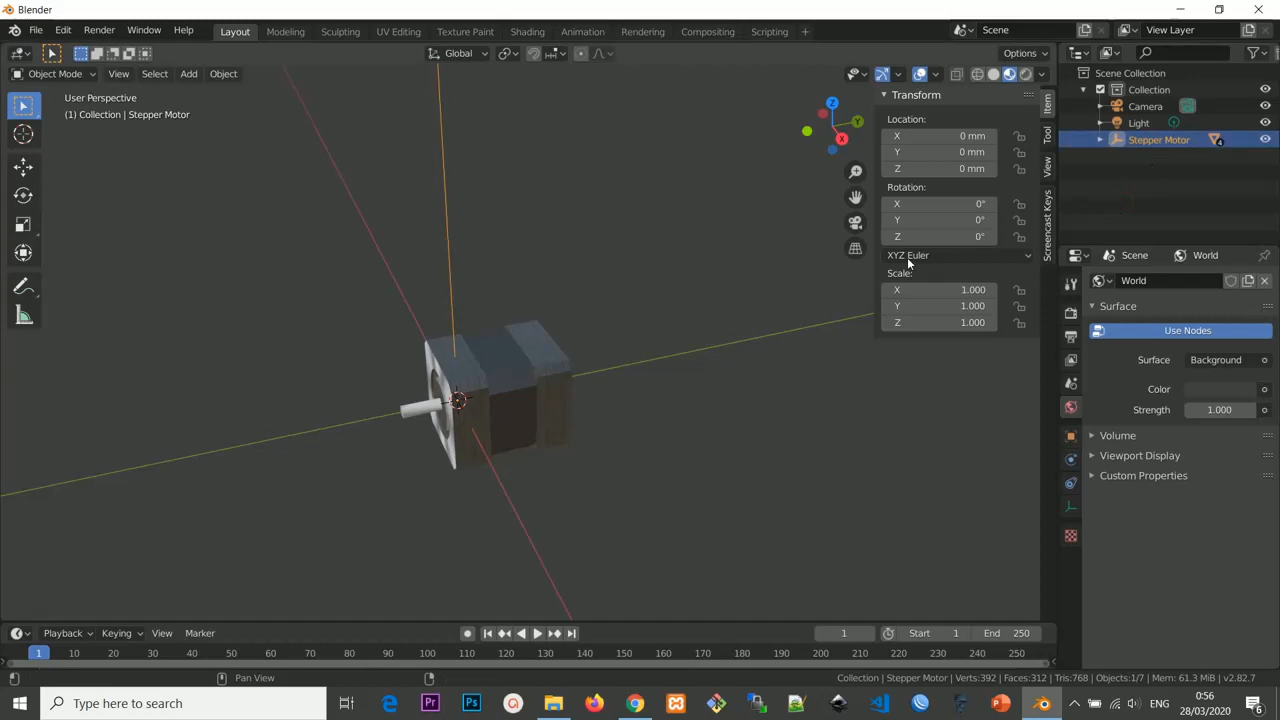 Blender
File Edit Render Window Help Layout Modeling Sculpting UV Editing Texture Paint Shading Animation Rendering Compositing Scripting + Scene View Layer
Global Options
Object Mode View Select Add Object
User Perspective
(1) Collection | Stepper Motor
Z
Y
X
Transform
Location:
X 0 mm
Y 0 mm
Z 0 mm
Rotation:
X 0°
Y 0°
Z 0°
XYZ Euler
Scale:
X 1.000
Y 1.000
Z 1.000
Item
Tool
View
Screencast Keys
Scene Collection
Collection
Camera
Light
Stepper Motor 4
Scene World
World
Surface
Use Nodes
Surface Background
Color
Strength 1.000
Volume
Viewport Display
Custom Properties
Playback Keying View Marker 1 Start 1 End 250
1 10 20 30 40 50 60 70 80 90 100 110 120 130 140 150 160 170 180 190 200 210 220 230 240 250
Pan View Collection | Stepper Motor | Verts:392 | Faces:312 | Tris:768 | Objects:1/7 | Mem: 61.3 MiB | v2.82.7
Type here to search Pr Ps ENG 0:56 28/03/2020 6